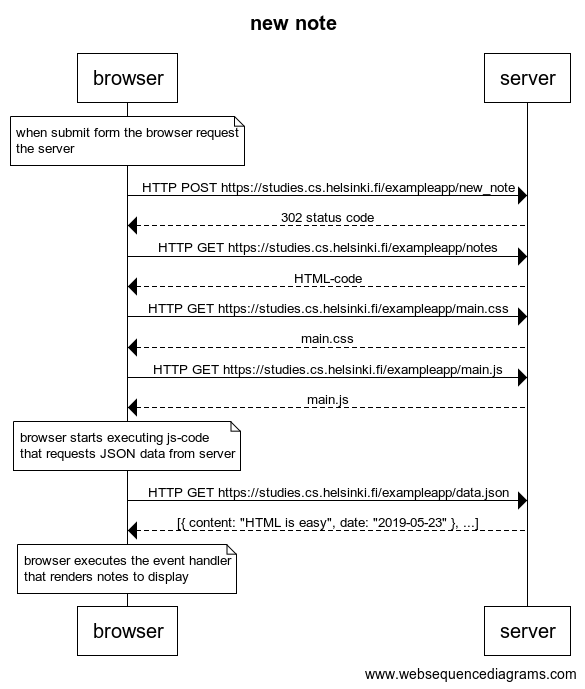 new note
browser
server
when submit form the browser request
the server
HTTP POST https://studies.cs.helsinki.fi/exampleapp/new_note
302 status code
HTTP GET https://studies.cs.helsinki.fi/exampleapp/notes
HTML-code
HTTP GET https://studies.cs.helsinki.fi/exampleapp/main.css
main.css
HTTP GET https://studies.cs.helsinki.fi/exampleapp/main.js
main.js
browser starts executing js-code
that requests JSON data from server
HTTP GET https://studies.cs.helsinki.fi/exampleapp/data.json
[{ content: "HTML is easy", date: "2019-05-23" }, ...]
browser executes the event handler
that renders notes to display
browser
server
www.websequencediagrams.com